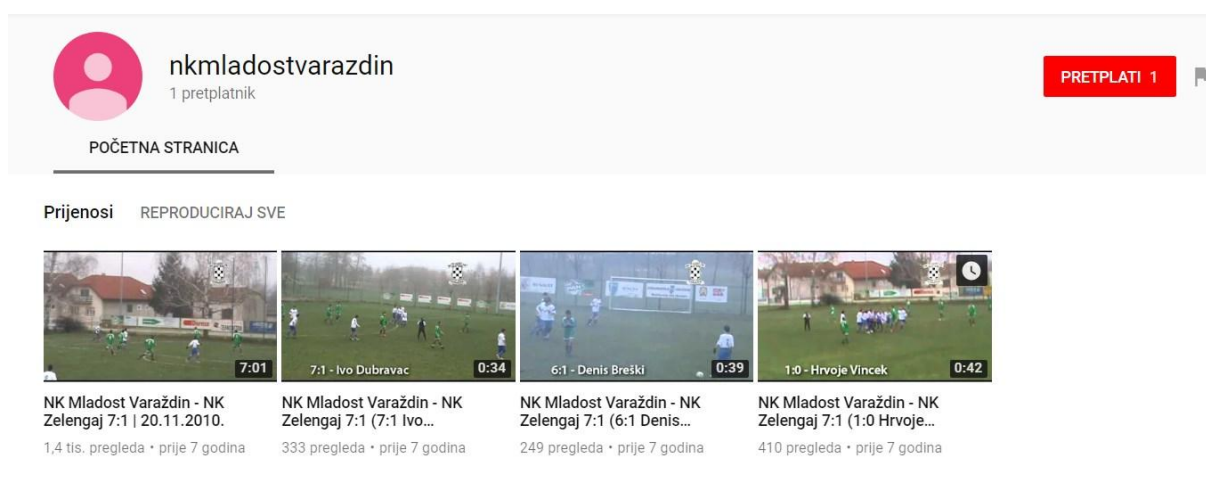 nkmladostvarazdin
1 pretplatnik
PRETPLATI 1
POČETNA STRANICA
Prijenosi REPRODUCIRAJ SVE
7:01
7:1 - Ivo Dubravac 0:34
6:1 - Denis Breški 0:39
1:0 - Hrvoje Vincek 0:42
NK Mladost Varaždin - NK
Zelengaj 7:1 | 20.11.2010.
1,4 tis. pregleda • prije 7 godina
NK Mladost Varaždin - NK
Zelengaj 7:1 (7:1 Ivo...
333 pregleda • prije 7 godina
NK Mladost Varaždin - NK
Zelengaj 7:1 (6:1 Denis...
249 pregleda • prije 7 godina
NK Mladost Varaždin - NK
Zelengaj 7:1 (1:0 Hrvoje...
410 pregleda • prije 7 godina